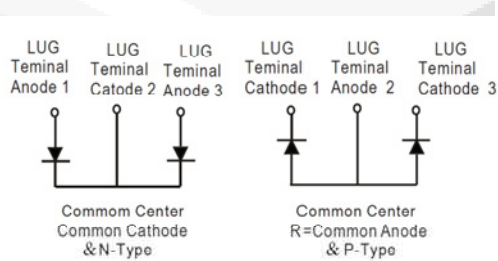 LUG Teminal Anode 1
LUG Teminal Catode 2
LUG Teminal Anode 3
LUG Teminal Cathode 1
LUG Teminal Anode 2
LUG Teminal Cathode 3
Commom Center
Common Cathode
&N-Type
Common Center
R=Common Anode
& P-Type